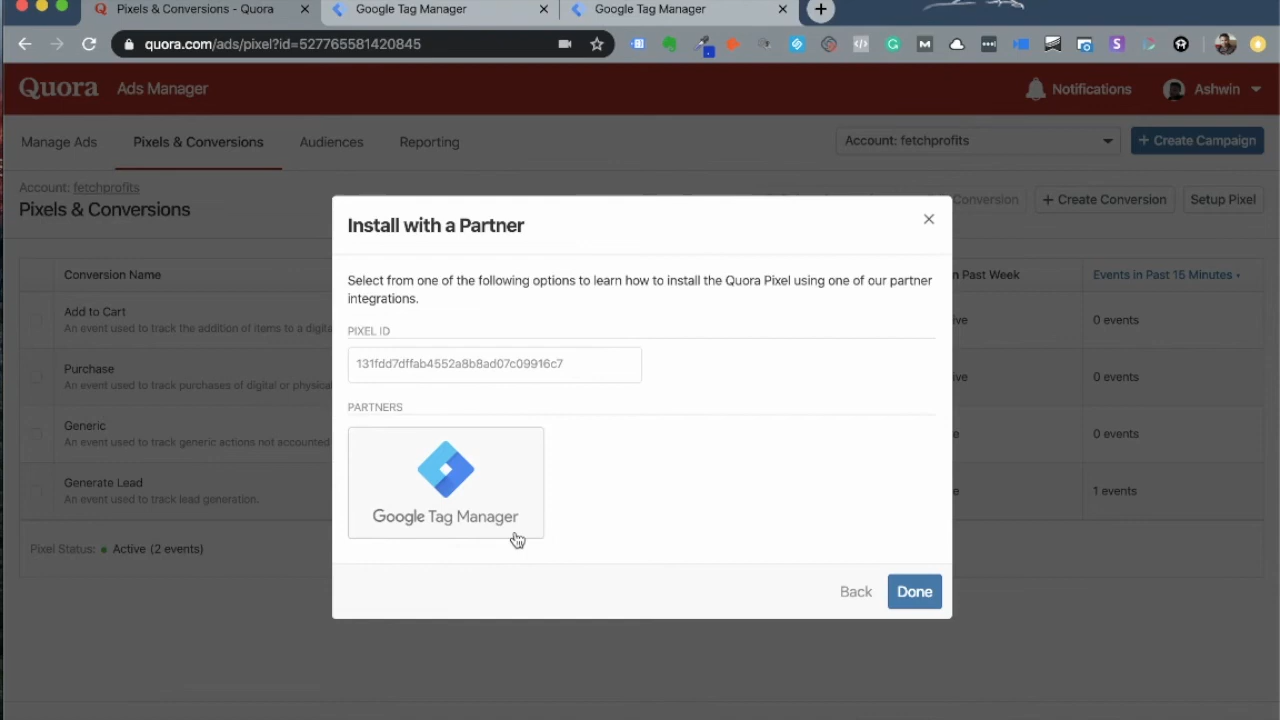 Pixels & Conversions - Quora
Google Tag Manager
Google Tag Manager
quora.com/ads/pixel?id=527765581420845
Quora Ads Manager
Notifications
Ashwin
Manage Ads
Pixels & Conversions
Audiences
Reporting
Account: fetchprofits
+ Create Campaign
Account: fetchprofits
Pixels & Conversions
Conversion
+ Create Conversion
Setup Pixel
Install with a Partner
Select from one of the following options to learn how to install the Quora Pixel using one of our partner
integrations.
PIXEL ID
131fdd7dffab4552a8b8ad07c09916c7
PARTNERS
Google Tag Manager
Back
Done
Conversion Name
n Past Week
Events in Past 15 Minutes
Add to Cart
An event used to track the addition of items to a digita
ive
0 events
Purchase
An event used to track purchases of digital or physica
ive
0 events
Generic
An event used to track generic actions not accounted
e
0 events
Generate Lead
An event used to track lead generation.
e
1 events
Pixel Status: Active (2 events)